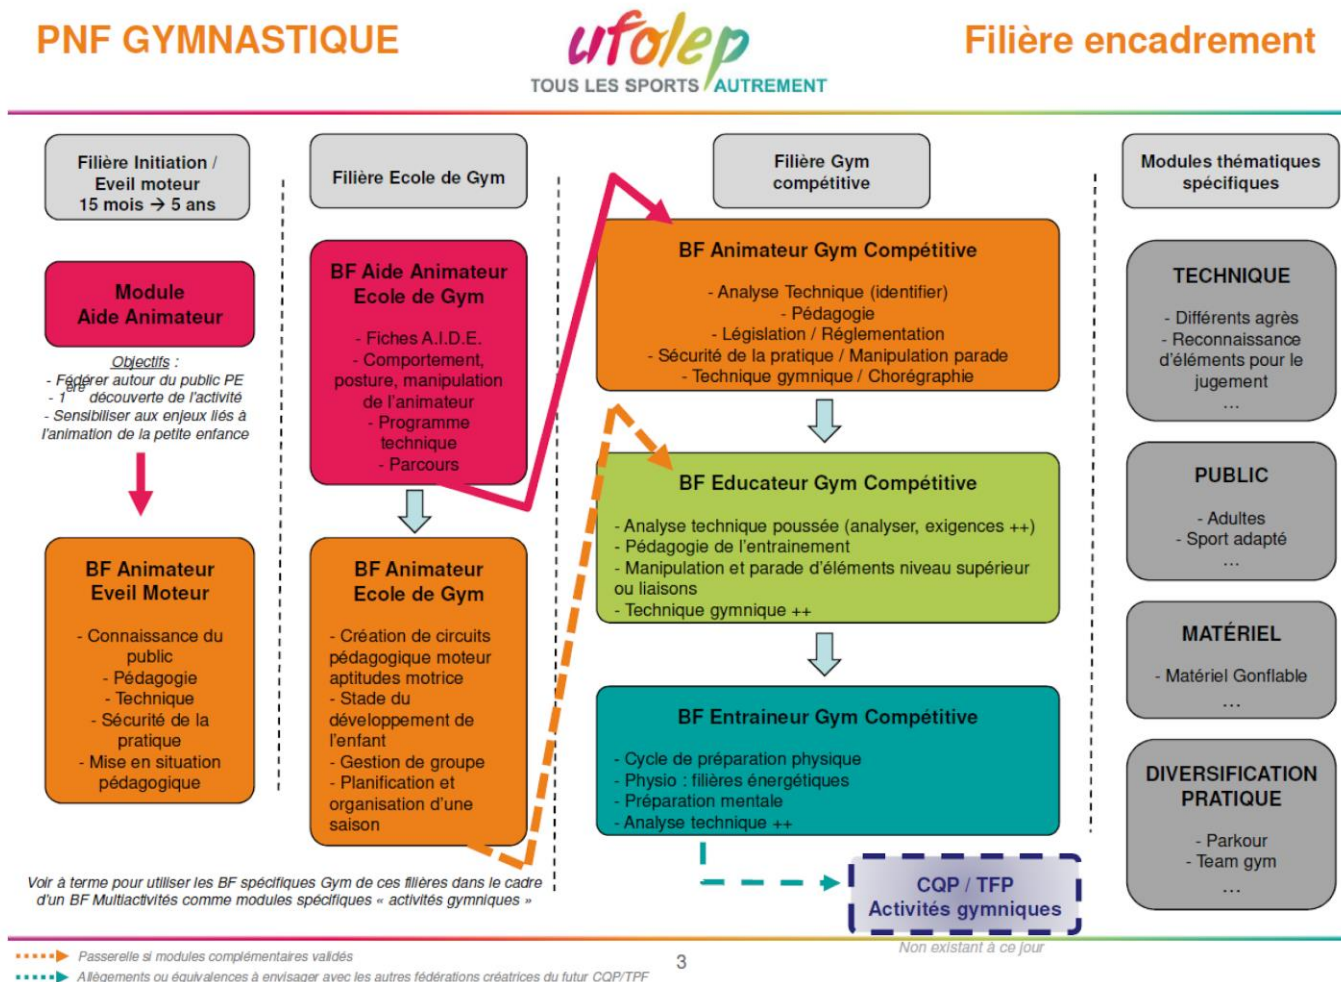 PNF GYMNASTIQUE
ufolep
TOUS LES SPORTS AUTREMENT
Filière encadrement
Filière Initiation /
Eveil moteur
15 mois → 5 ans
Module
Aide Animateur
Objectifs :
- Fédérer autour du public PE
- 1ère découverte de l'activité
- Sensibiliser aux enjeux liés à
l'animation de la petite enfance
BF Animateur
Eveil Moteur
- Connaissance du
public
- Pédagogie
- Technique
- Sécurité de la
pratique
- Mise en situation
pédagogique
Filière Ecole de Gym
BF Aide Animateur
Ecole de Gym
- Fiches A.I.D.E.
- Comportement,
posture, manipulation
de l'animateur
- Programme
technique
- Parcours
BF Animateur
Ecole de Gym
- Création de circuits
pédagogique moteur
aptitudes motrice
- Stade du
développement de
l'enfant
- Gestion de groupe
- Planification et
organisation d'une
saison
Voir à terme pour utiliser les BF spécifiques Gym de ces filières dans le cadre
d'un BF Multiactivités comme modules spécifiques « activités gymniques »
Filière Gym
compétitive
BF Animateur Gym Compétitive
- Analyse Technique (identifier)
- Pédagogie
- Législation / Réglementation
- Sécurité de la pratique / Manipulation parade
- Technique gymnique / Chorégraphie
BF Educateur Gym Compétitive
- Analyse technique poussée (analyser, exigences ++)
- Pédagogie de l'entrainement
- Manipulation et parade d'éléments niveau supérieur
ou liaisons
- Technique gymnique ++
BF Entraineur Gym Compétitive
- Cycle de préparation physique
- Physio : filières énergétiques
- Préparation mentale
- Analyse technique ++
CQP / TFP
Activités gymniques
Non existant à ce jour
Modules thématiques
spécifiques
TECHNIQUE
- Différents agrès
- Reconnaissance
d'éléments pour le
jugement
...
PUBLIC
- Adultes
- Sport adapté
...
MATÉRIEL
- Matériel Gonflable
...
DIVERSIFICATION
PRATIQUE
- Parkour
- Team gym
...
Passerelle si modules complémentaires validés
Allègements ou équivalences à envisager avec les autres fédérations créatrices du futur CQP/TPF
3